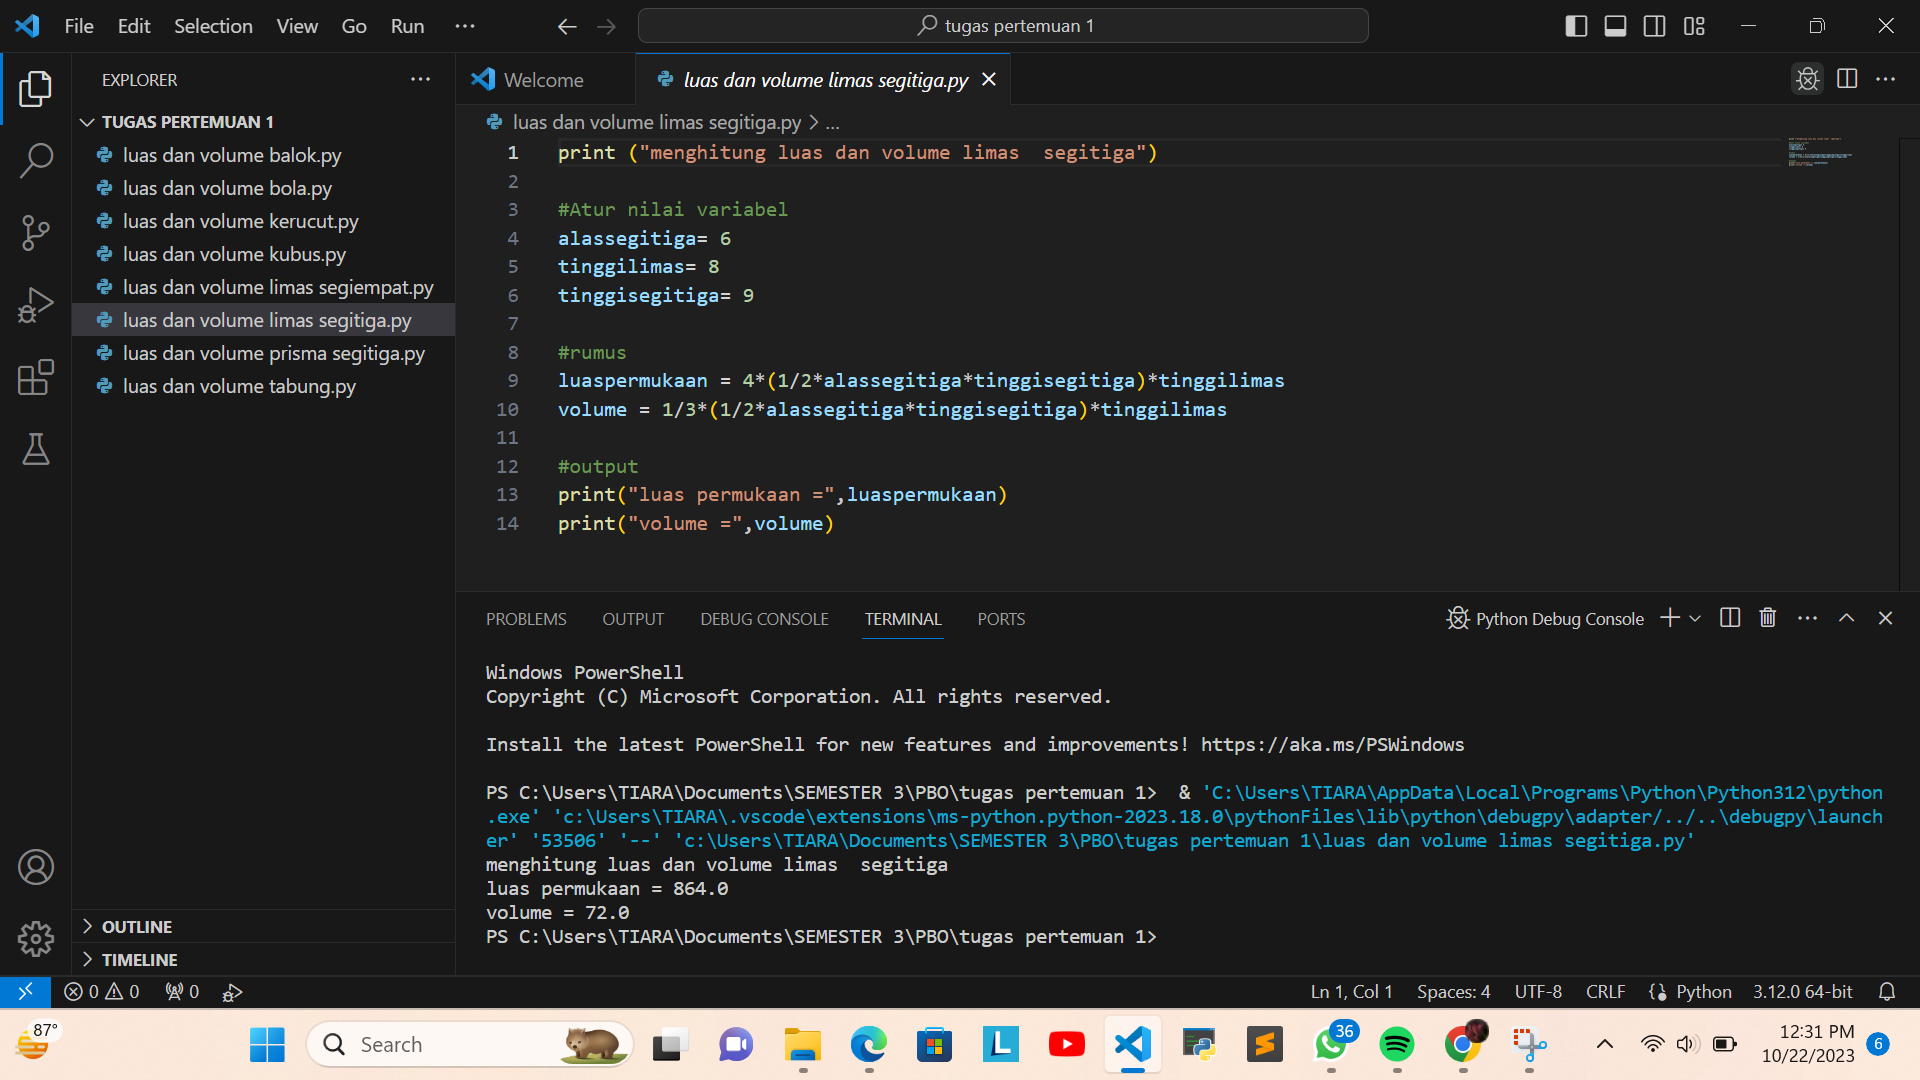 File Edit Selection View Go Run ...
tugas pertemuan 1
EXPLORER
Welcome
luas dan volume limas segitiga.py
TUGAS PERTEMUAN 1
luas dan volume balok.py
luas dan volume bola.py
luas dan volume kerucut.py
luas dan volume kubus.py
luas dan volume limas segiempat.py
luas dan volume limas segitiga.py
luas dan volume prisma segitiga.py
luas dan volume tabung.py
OUTLINE
TIMELINE
luas dan volume limas segitiga.py > ...
1 print ("menghitung luas dan volume limas  segitiga")
2
3 #Atur nilai variabel
4 alassegitiga= 6
5 tinggilimas= 8
6 tinggisegitiga= 9
7
8 #rumus
9 luaspermukaan = 4*(1/2*alassegitiga*tinggisegitiga)*tinggilimas
10 volume = 1/3*(1/2*alassegitiga*tinggisegitiga)*tinggilimas
11
12 #output
13 print("luas permukaan =",luaspermukaan)
14 print("volume =",volume)
PROBLEMS OUTPUT DEBUG CONSOLE TERMINAL PORTS
Python Debug Console
Windows PowerShell
Copyright (C) Microsoft Corporation. All rights reserved.
Install the latest PowerShell for new features and improvements! https://aka.ms/PSWindows
PS C:\Users\TIARA\Documents\SEMESTER 3\PBO\tugas pertemuan 1>  & 'C:\Users\TIARA\AppData\Local\Programs\Python\Python312\python
.exe' 'c:\Users\TIARA\.vscode\extensions\ms-python.python-2023.18.0\pythonFiles\lib\python\debugpy\adapter/../..\debugpy\launch
er' '53506' '--' 'c:\Users\TIARA\Documents\SEMESTER 3\PBO\tugas pertemuan 1\luas dan volume limas segitiga.py'
menghitung luas dan volume limas  segitiga
luas permukaan = 864.0
volume = 72.0
PS C:\Users\TIARA\Documents\SEMESTER 3\PBO\tugas pertemuan 1>
0 0 0
Ln 1, Col 1 Spaces: 4 UTF-8 CRLF Python 3.12.0 64-bit
87°
Search
L
36
12:31 PM
10/22/2023
6